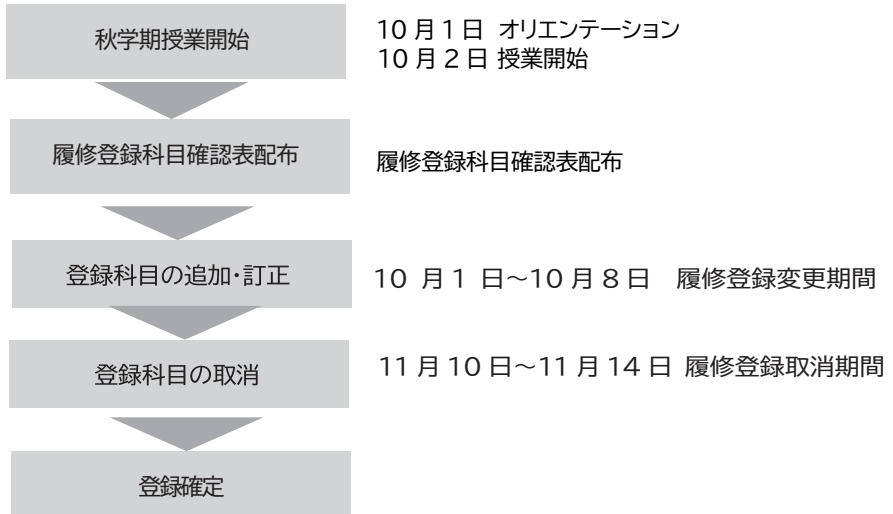 秋学期授業開始
10月1日 オリエンテーション
10月2日 授業開始
履修登録科目確認表配布
履修登録科目確認表配布
登録科目の追加・訂正
10 月 1 日～10月8日　履修登録変更期間
登録科目の取消
11月10日～11月14日 履修登録取消期間
登録確定